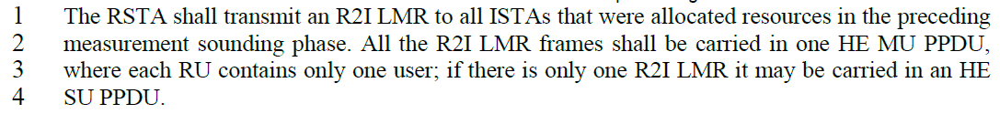 1 The RSTA shall transmit an R2I LMR to all ISTAs that were allocated resources in the preceding
2 measurement sounding phase. All the R2I LMR frames shall be carried in one HE MU PPDU,
3 where each RU contains only one user; if there is only one R2I LMR it may be carried in an HE
4 SU PPDU.